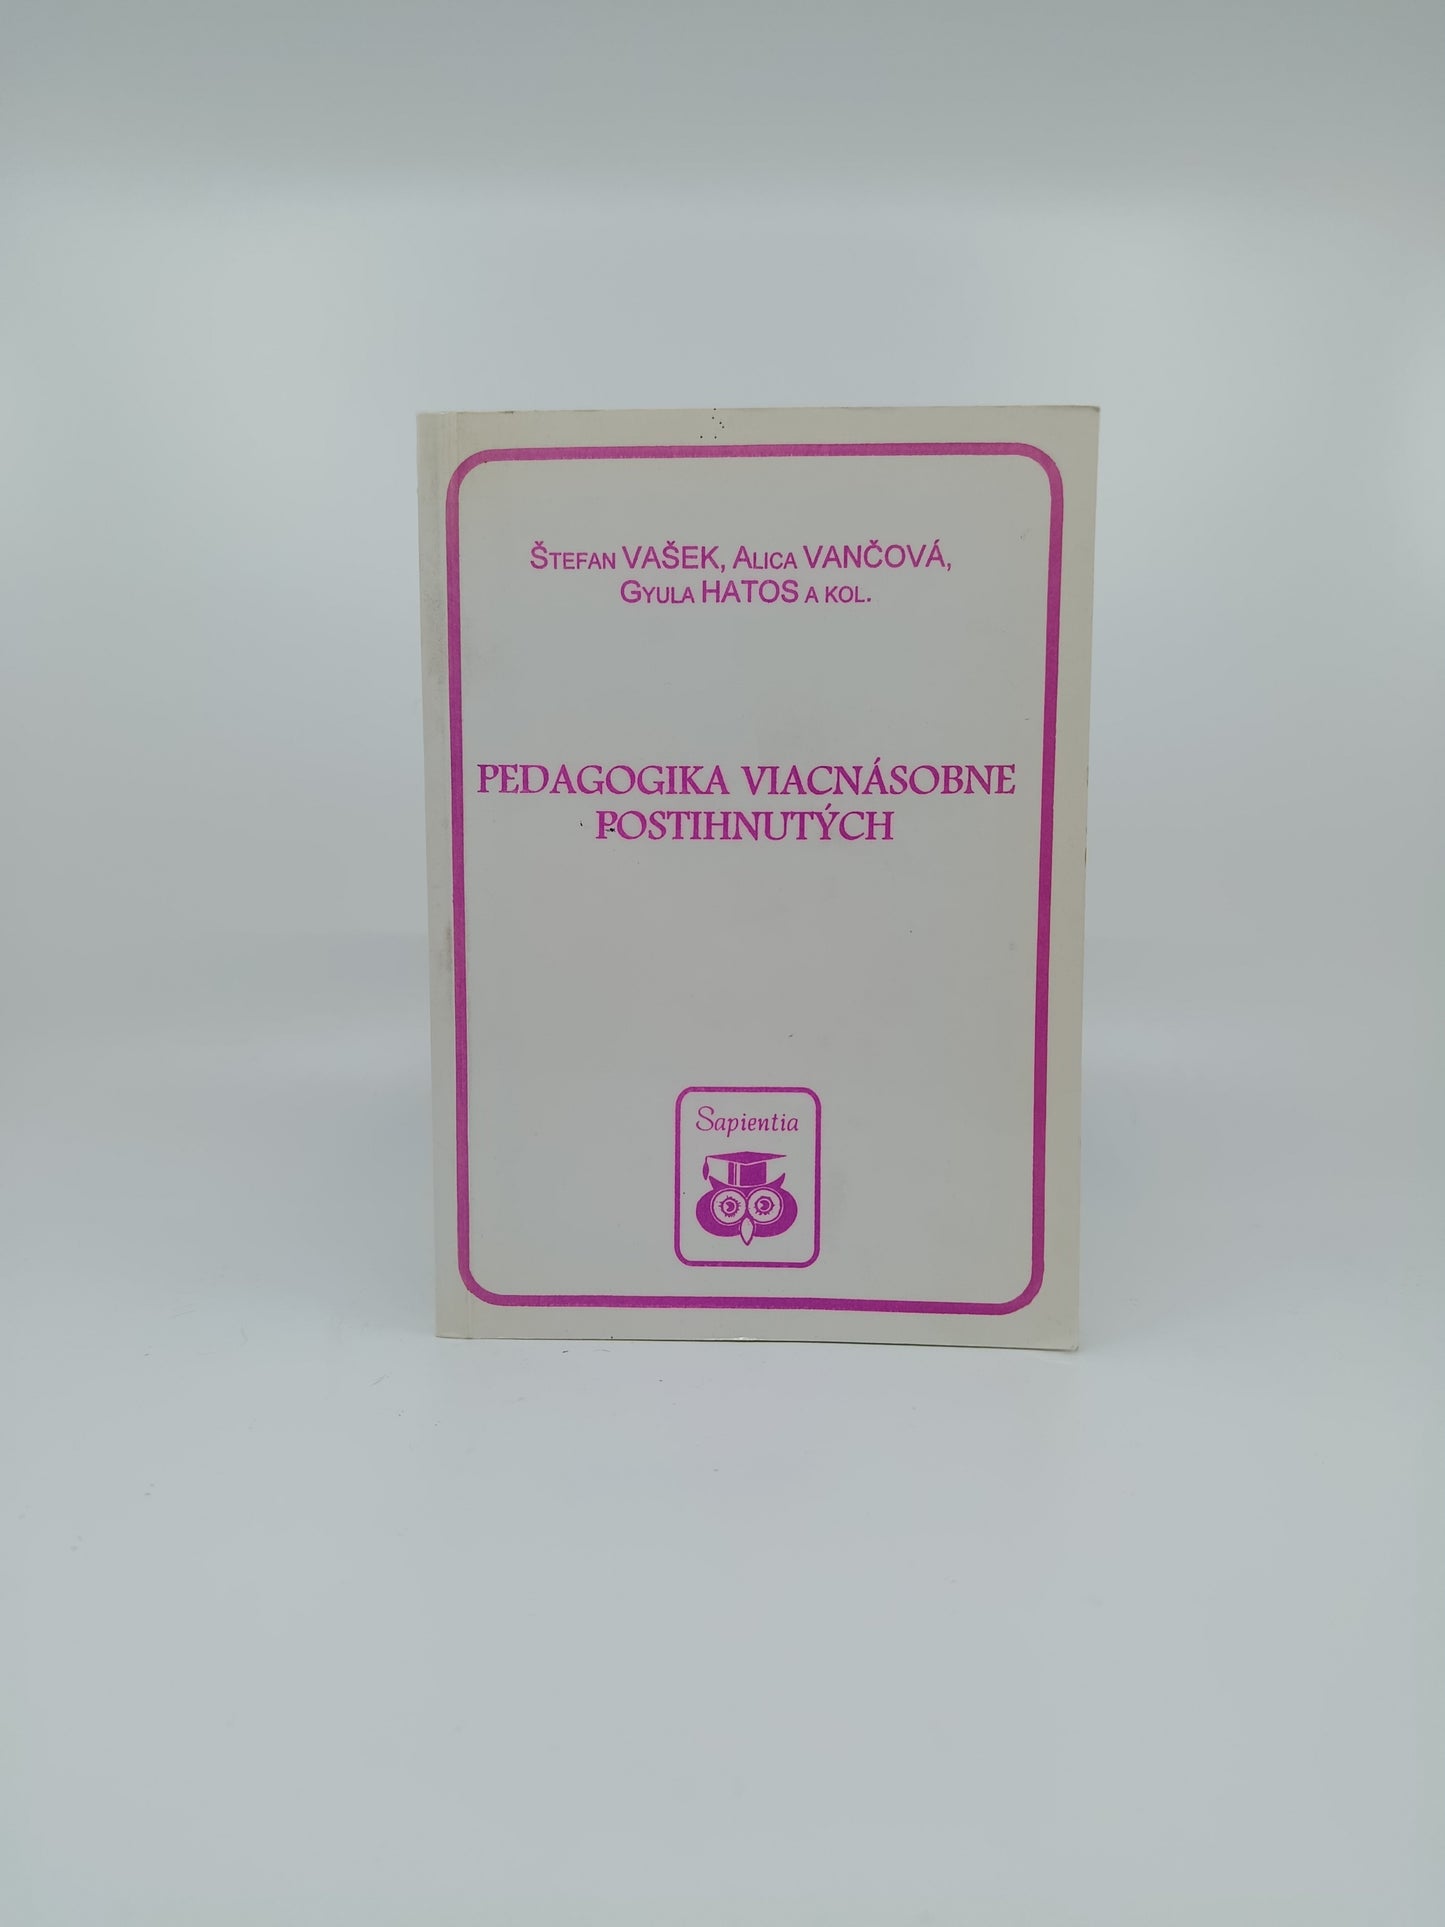 Štefan VAŠEK, Alica VANČOVÁ,
Gyula HATOS A KOL.
PEDAGOGIKA VIACNÁSOBNE
POSTIHNUTÝCH
Sapientia